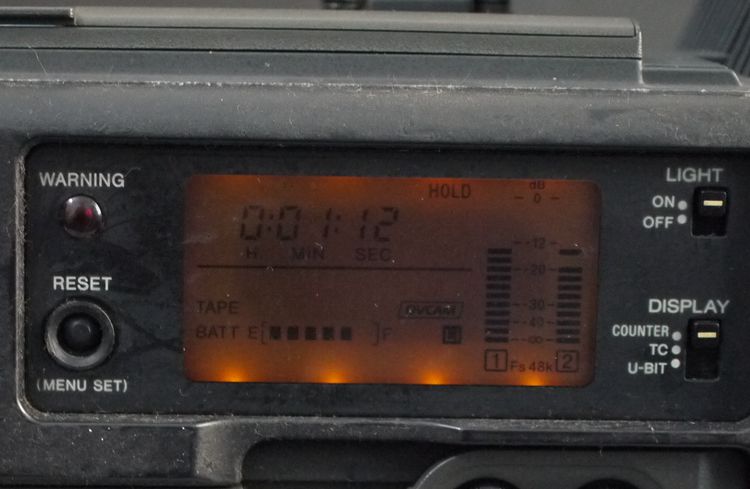 WARNING
RESET
(MENU SET)
HOLD
0:01:12
H. MIN SEC
TAPE
DVCAM
BATT E F
dB
0
-12
-20
-30
-40
-∞
1 Fs 48k 2
LIGHT
ON
OFF
DISPLAY
COUNTER
TC
U-BIT